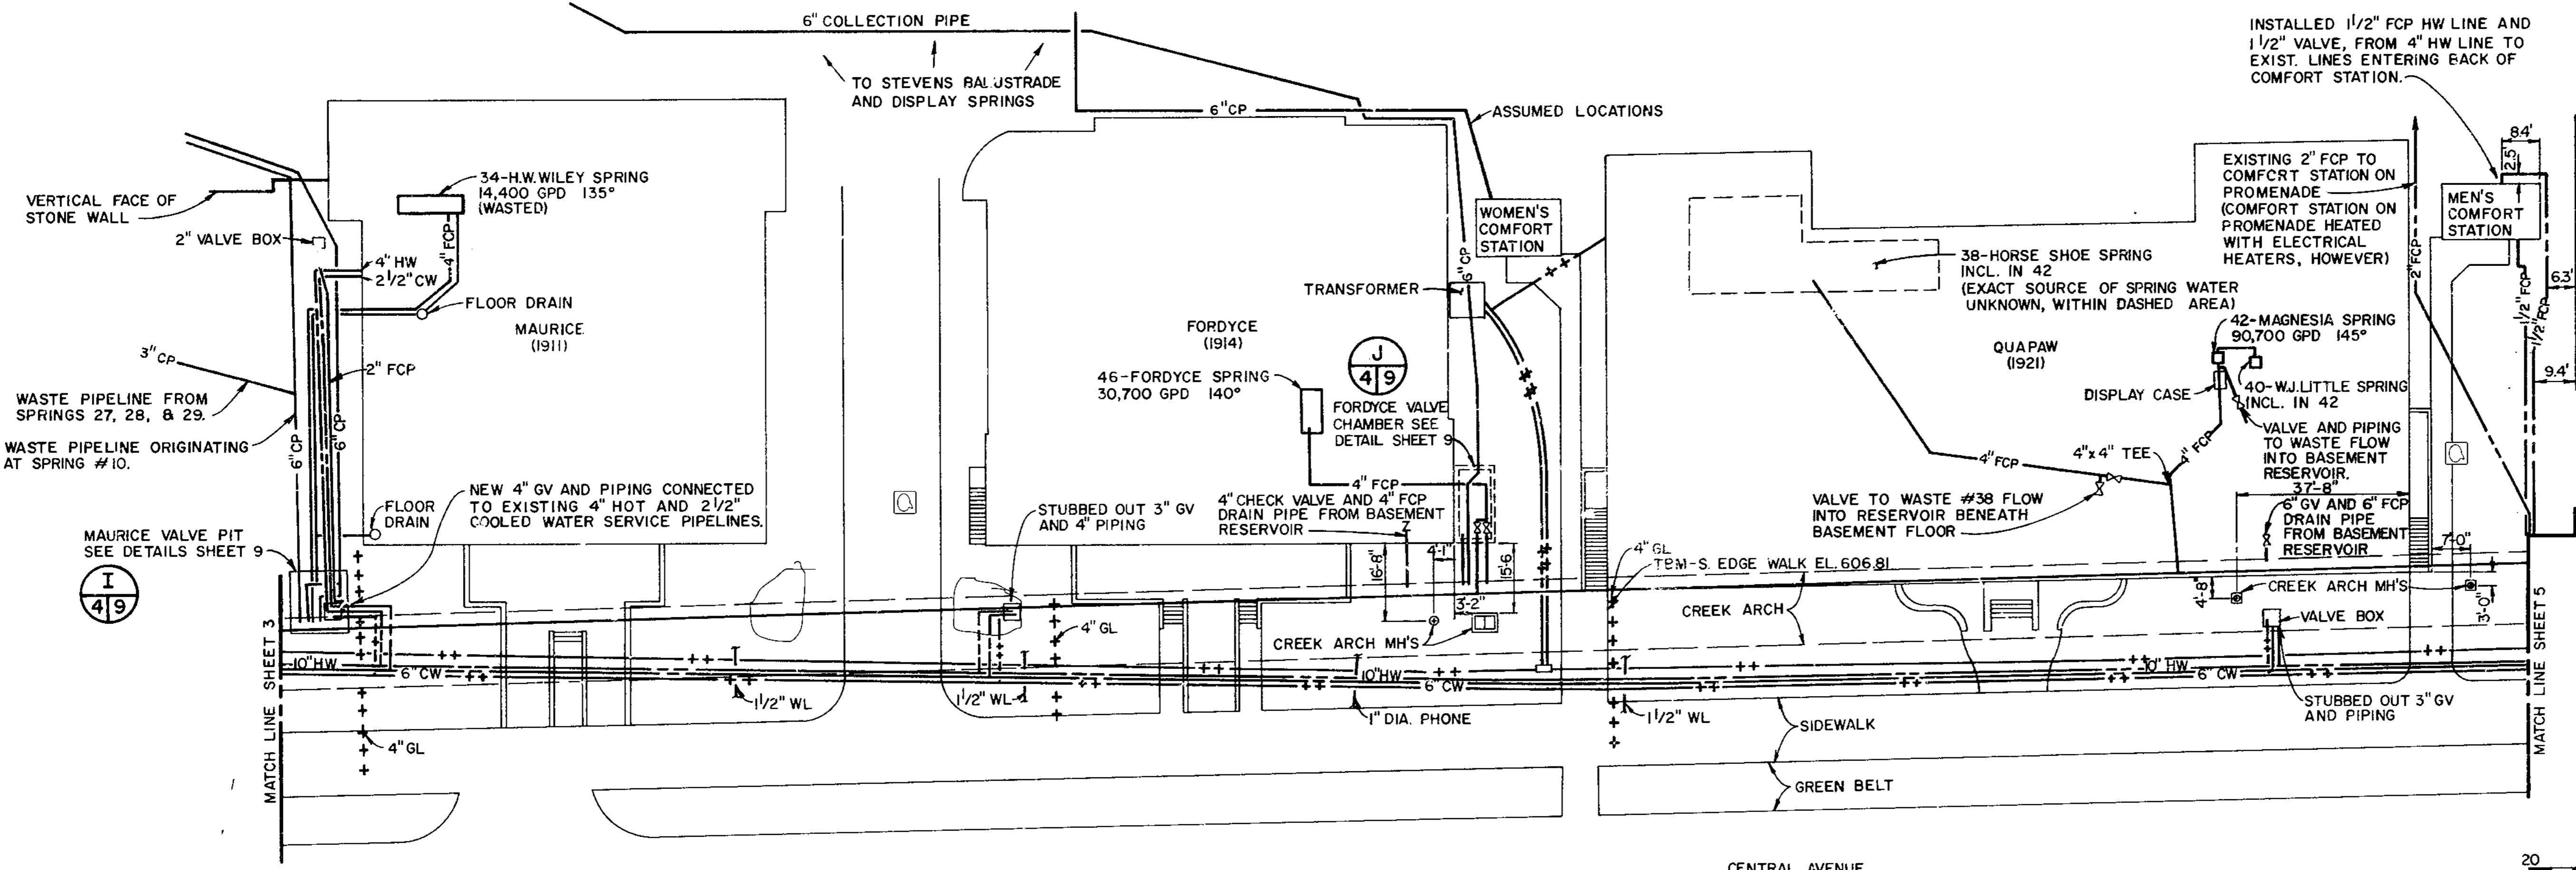 6" COLLECTION PIPE
TO STEVENS BALUSTRADE
AND DISPLAY SPRINGS
6" CP
ASSUMED LOCATIONS
INSTALLED 1 1/2" FCP HW LINE AND
1 1/2" VALVE, FROM 4" HW LINE TO
EXIST. LINES ENTERING BACK OF
COMFORT STATION.
8.4'
2.5'
VERTICAL FACE OF
STONE WALL
34-H.W.WILEY SPRING
14,400 GPD 135°
(WASTED)
2" VALVE BOX
4" HW
2 1/2" CW
4" FCP
FLOOR DRAIN
MAURICE
(1911)
3" CP
2" FCP
WASTE PIPELINE FROM
SPRINGS 27, 28, & 29.
WASTE PIPELINE ORIGINATING
AT SPRING #10.
6" CP
6" CP
FLOOR
DRAIN
NEW 4" GV AND PIPING CONNECTED
TO EXISTING 4" HOT AND 2 1/2"
COOLED WATER SERVICE PIPELINES.
MAURICE VALVE PIT
SEE DETAILS SHEET 9
I
4 9
WOMEN'S
COMFORT
STATION
6" CP
TRANSFORMER
FORDYCE
(1914)
46-FORDYCE SPRING
30,700 GPD 140°
J
4 9
FORDYCE VALVE
CHAMBER SEE
DETAIL SHEET 9
4" FCP
STUBBED OUT 3" GV
AND 4" PIPING
4" CHECK VALVE AND 4" FCP
DRAIN PIPE FROM BASEMENT
RESERVOIR
Z
4'-1"
16'-8"
15'-6
3'-2"
CREEK ARCH MH'S
EXISTING 2" FCP TO
COMFORT STATION ON
PROMENADE
(COMFORT STATION ON
PROMENADE HEATED
WITH ELECTRICAL
HEATERS, HOWEVER)
2" FCP
MEN'S
COMFORT
STATION
6.3'
1 1/2" FCP
1 1/2" FCP
9.4'
38-HORSE SHOE SPRING
INCL. IN 42
(EXACT SOURCE OF SPRING WATER
UNKNOWN, WITHIN DASHED AREA)
42-MAGNESIA SPRING
90,700 GPD 145°
QUAPAW
(1921)
DISPLAY CASE
40-W.J.LITTLE SPRING
INCL. IN 42
VALVE AND PIPING
TO WASTE FLOW
INTO BASEMENT
RESERVOIR.
4" FCP
4" FCP
4"x 4" TEE
37'-8"
VALVE TO WASTE #38 FLOW
INTO RESERVOIR BENEATH
BASEMENT FLOOR
6" GV AND 6" FCP
DRAIN PIPE
FROM BASEMENT
RESERVOIR
7'-0"
4" GL
TBM-S. EDGE WALK EL. 606.81
CREEK ARCH
4'-8"
CREEK ARCH MH'S
3'-0"
VALVE BOX
MATCH LINE SHEET 3
10" HW
6" CW
4" GL
1 1/2" WL
4" GL
1 1/2" WL
10" HW
6" CW
1" DIA. PHONE
1 1/2" WL
10" HW
6" CW
STUBBED OUT 3" GV
AND PIPING
MATCH LINE SHEET 5
SIDEWALK
GREEN BELT
CENTRAL AVENUE
20